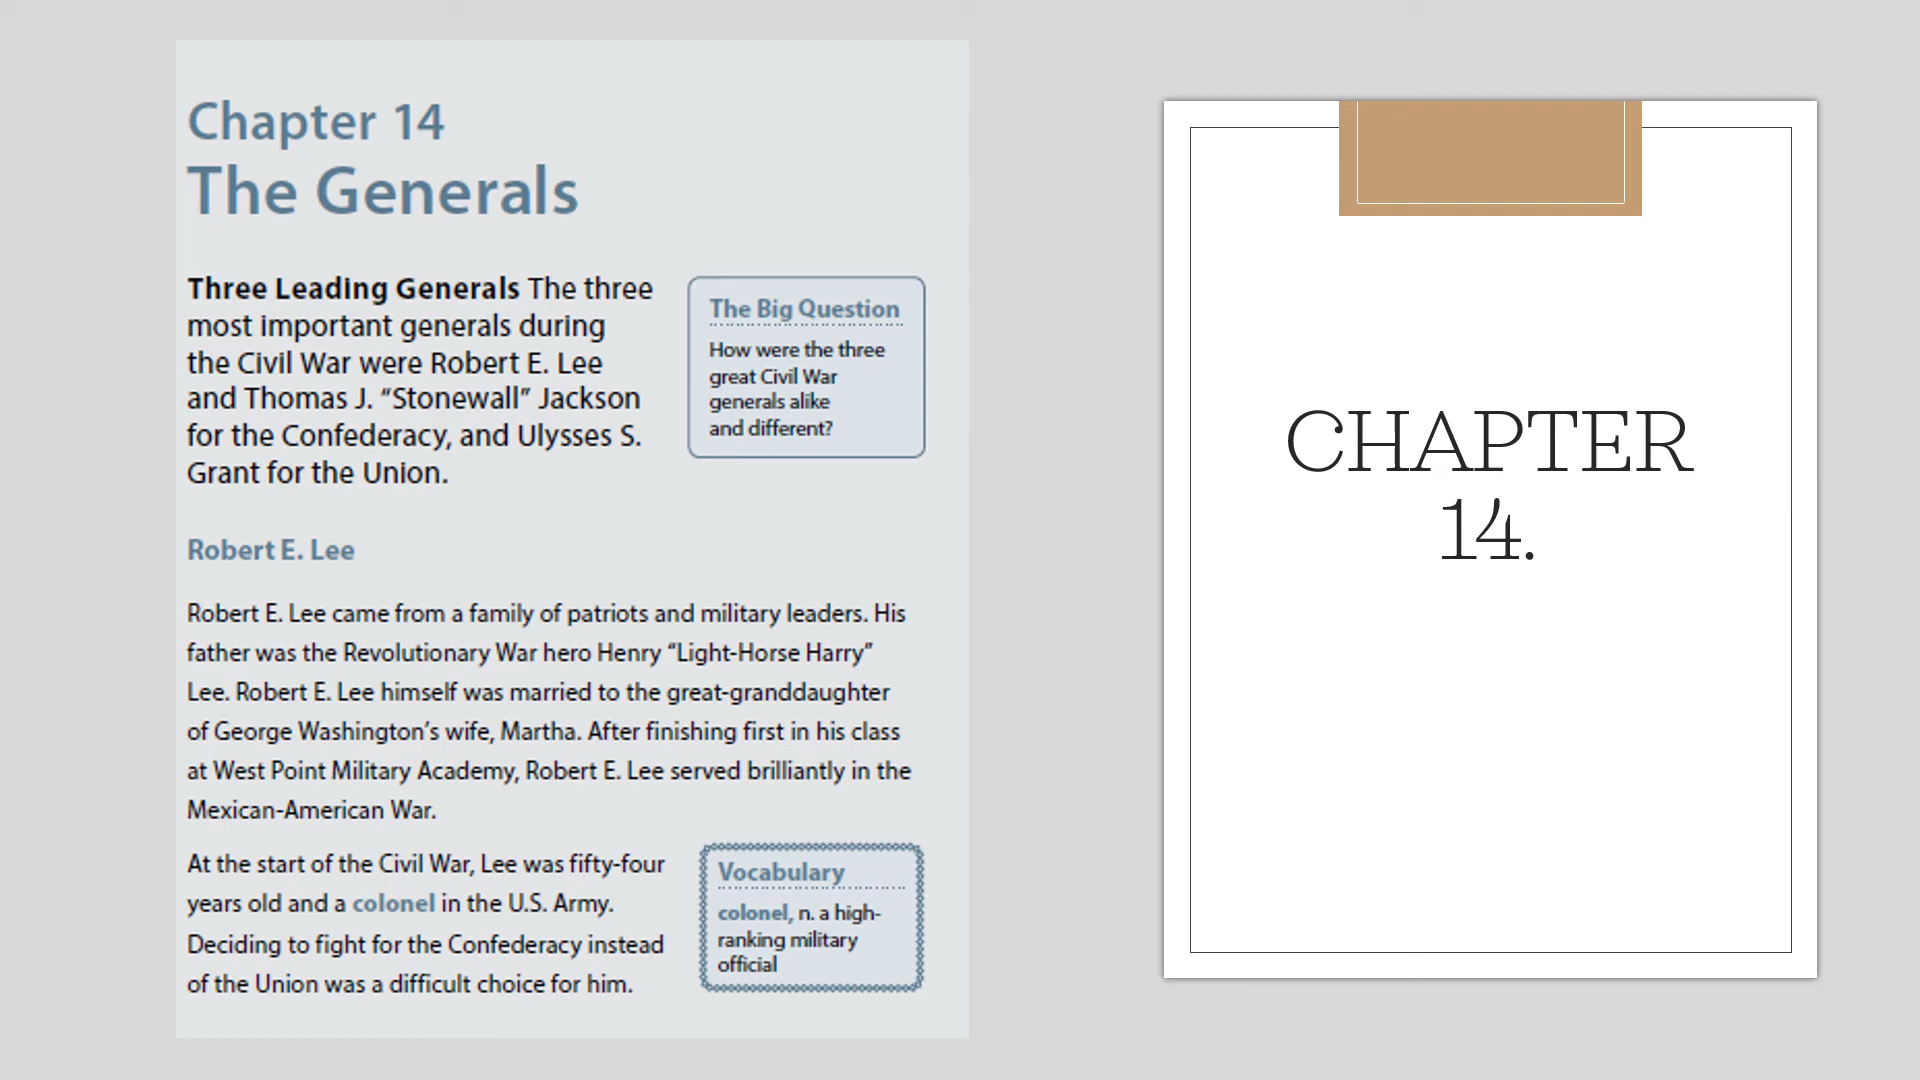 Chapter 14
The Generals
Three Leading Generals The three
most important generals during
the Civil War were Robert E. Lee
and Thomas J. “Stonewall” Jackson
for the Confederacy, and Ulysses S.
Grant for the Union.
The Big Question
How were the three
great Civil War
generals alike
and different?
Robert E. Lee
Robert E. Lee came from a family of patriots and military leaders. His
father was the Revolutionary War hero Henry “Light-Horse Harry”
Lee. Robert E. Lee himself was married to the great-granddaughter
of George Washington’s wife, Martha. After finishing first in his class
at West Point Military Academy, Robert E. Lee served brilliantly in the
Mexican-American War.
At the start of the Civil War, Lee was fifty-four
years old and a colonel in the U.S. Army.
Deciding to fight for the Confederacy instead
of the Union was a difficult choice for him.
Vocabulary
colonel, n. a high-
ranking military
official
CHAPTER
14.